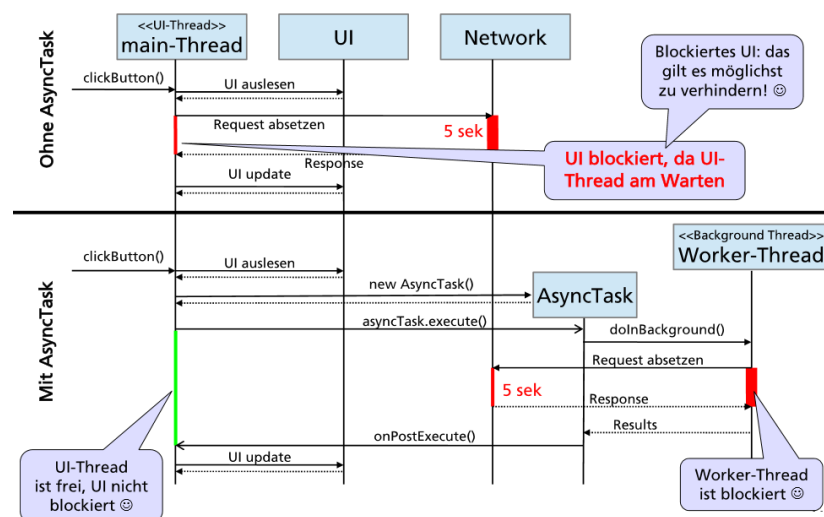 <<UI-Thread>>
main-Thread
UI
Network
Blockiertes UI: das
gilt es möglichst
zu verhindern! ☺
Ohne AsyncTask
clickButton()
UI auslesen
Request absetzen
5 sek
Response
UI blockiert, da UI-
Thread am Warten
UI update
Mit AsyncTask
<<Background Thread>>
Worker-Thread
clickButton()
UI auslesen
new AsyncTask()
AsyncTask
asyncTask.execute()
doInBackground()
Request absetzen
5 sek
Response
Results
onPostExecute()
UI update
UI-Thread
ist frei, UI nicht
blockiert ☺
Worker-Thread
ist blockiert ☺